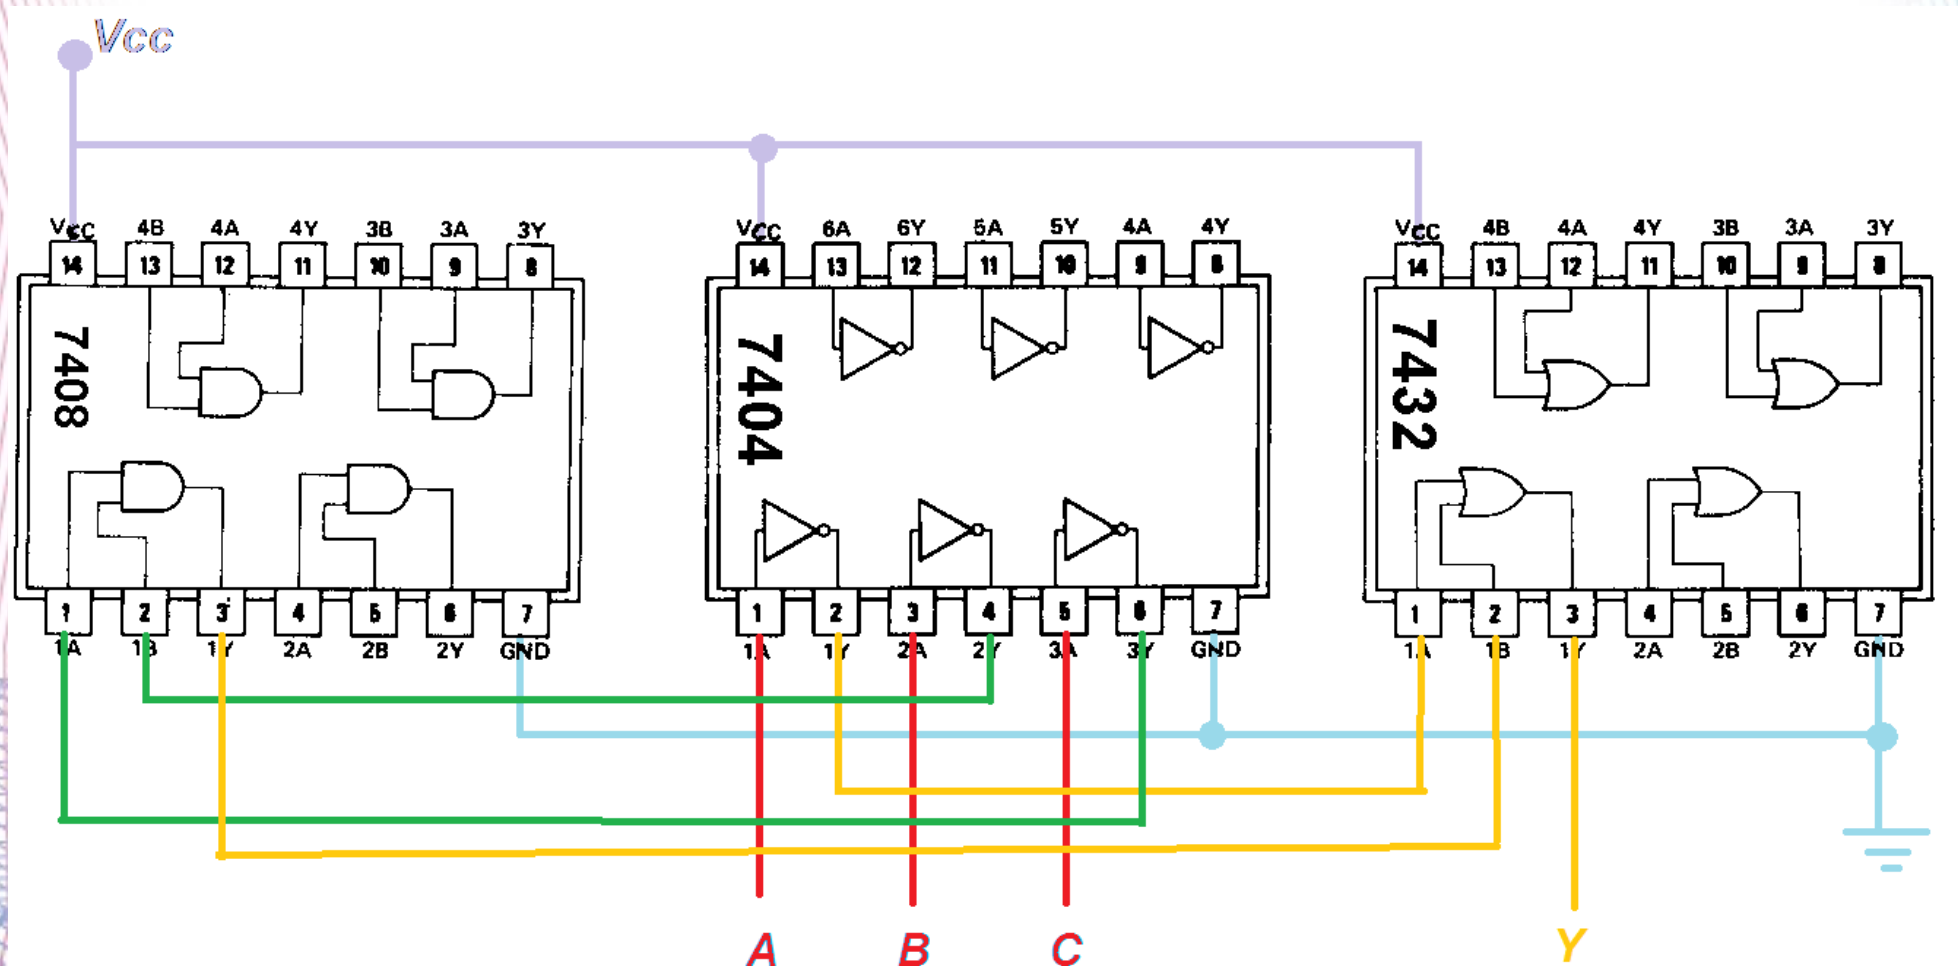 Vcc
VCC 4B 4A 4Y 3B 3A 3Y
14 13 12 11 10 9 8
7408
1 2 3 4 5 6 7
1A 1B 1Y 2A 2B 2Y GND
VCC 6A 6Y 5A 5Y 4A 4Y
14 13 12 11 10 9 8
7404
1 2 3 4 5 6 7
1A 1Y 2A 2Y 3A 3Y GND
VCC 4B 4A 4Y 3B 3A 3Y
14 13 12 11 10 9 8
7432
1 2 3 4 5 6 7
1A 1B 1Y 2A 2B 2Y GND
A B C Y